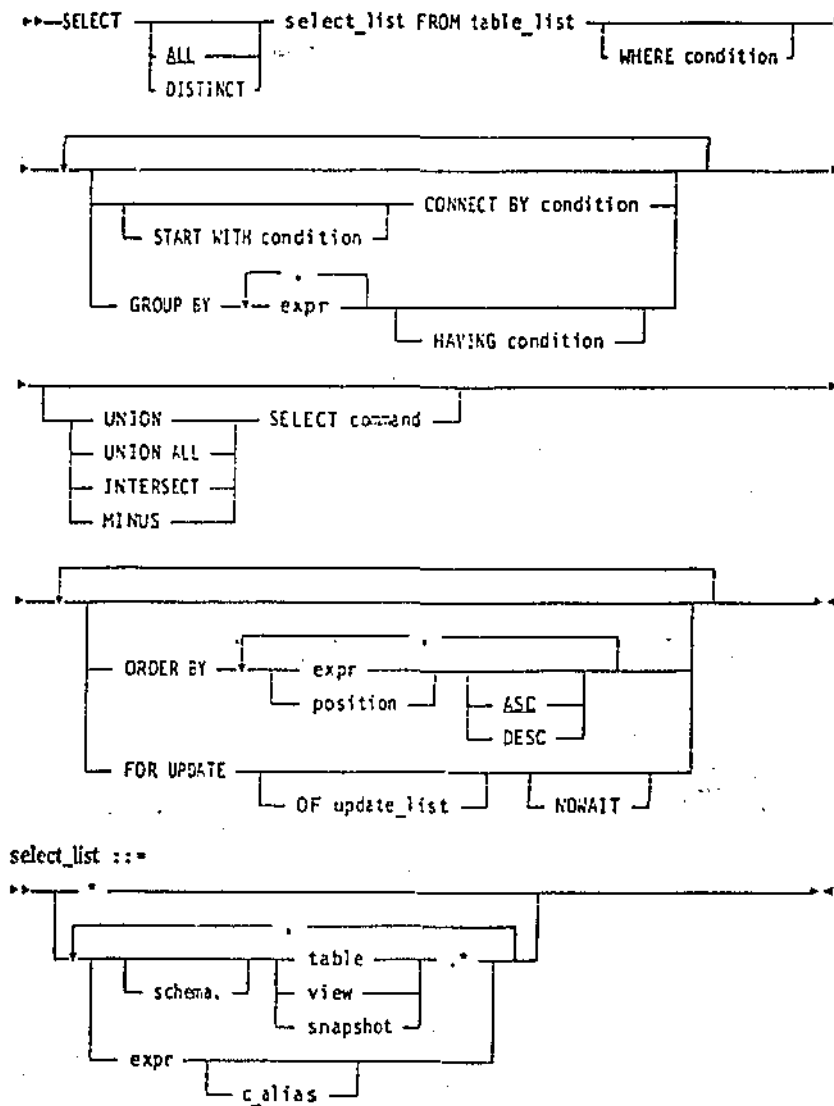 SELECT select_list FROM table_list
ALL
WHERE condition
DISTINCT
CONNECT BY condition
START WITH condition
,
GROUP BY expr
HAVING condition
UNION SELECT command
UNION ALL
INTERSECT
MINUS
,
ORDER BY expr
position ASC
DESC
FOR UPDATE
OF update_list NOWAIT
select_list ::=
*
,
table .*
schema. view
snapshot
expr
c_alias